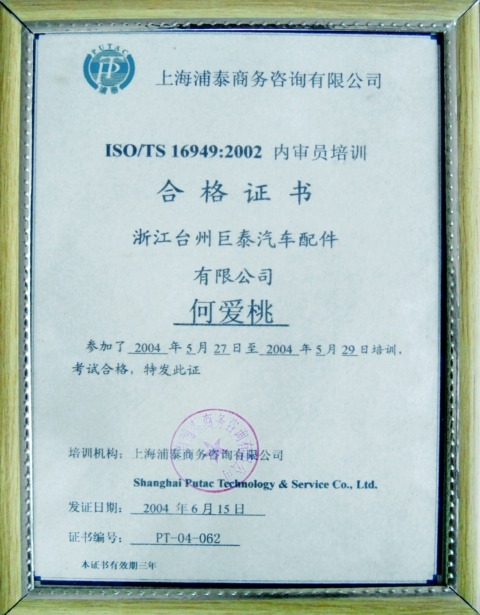 PUTAC
浦泰
上海浦泰商务咨询有限公司
ISO/TS 16949:2002 内审员培训
合格证书
浙江台州巨泰汽车配件
有限公司
何爱桃
参加了 2004 年 5 月 27 日至 2004 年 5 月 29 日培训，
考试合格，特发此证
培训机构：上海浦泰商务咨询有限公司
Shanghai Putac Technology & Service Co., Ltd.
发证日期： 2004 年 6 月 15 日
证书编号： PT-04-062
本证书有效期三年